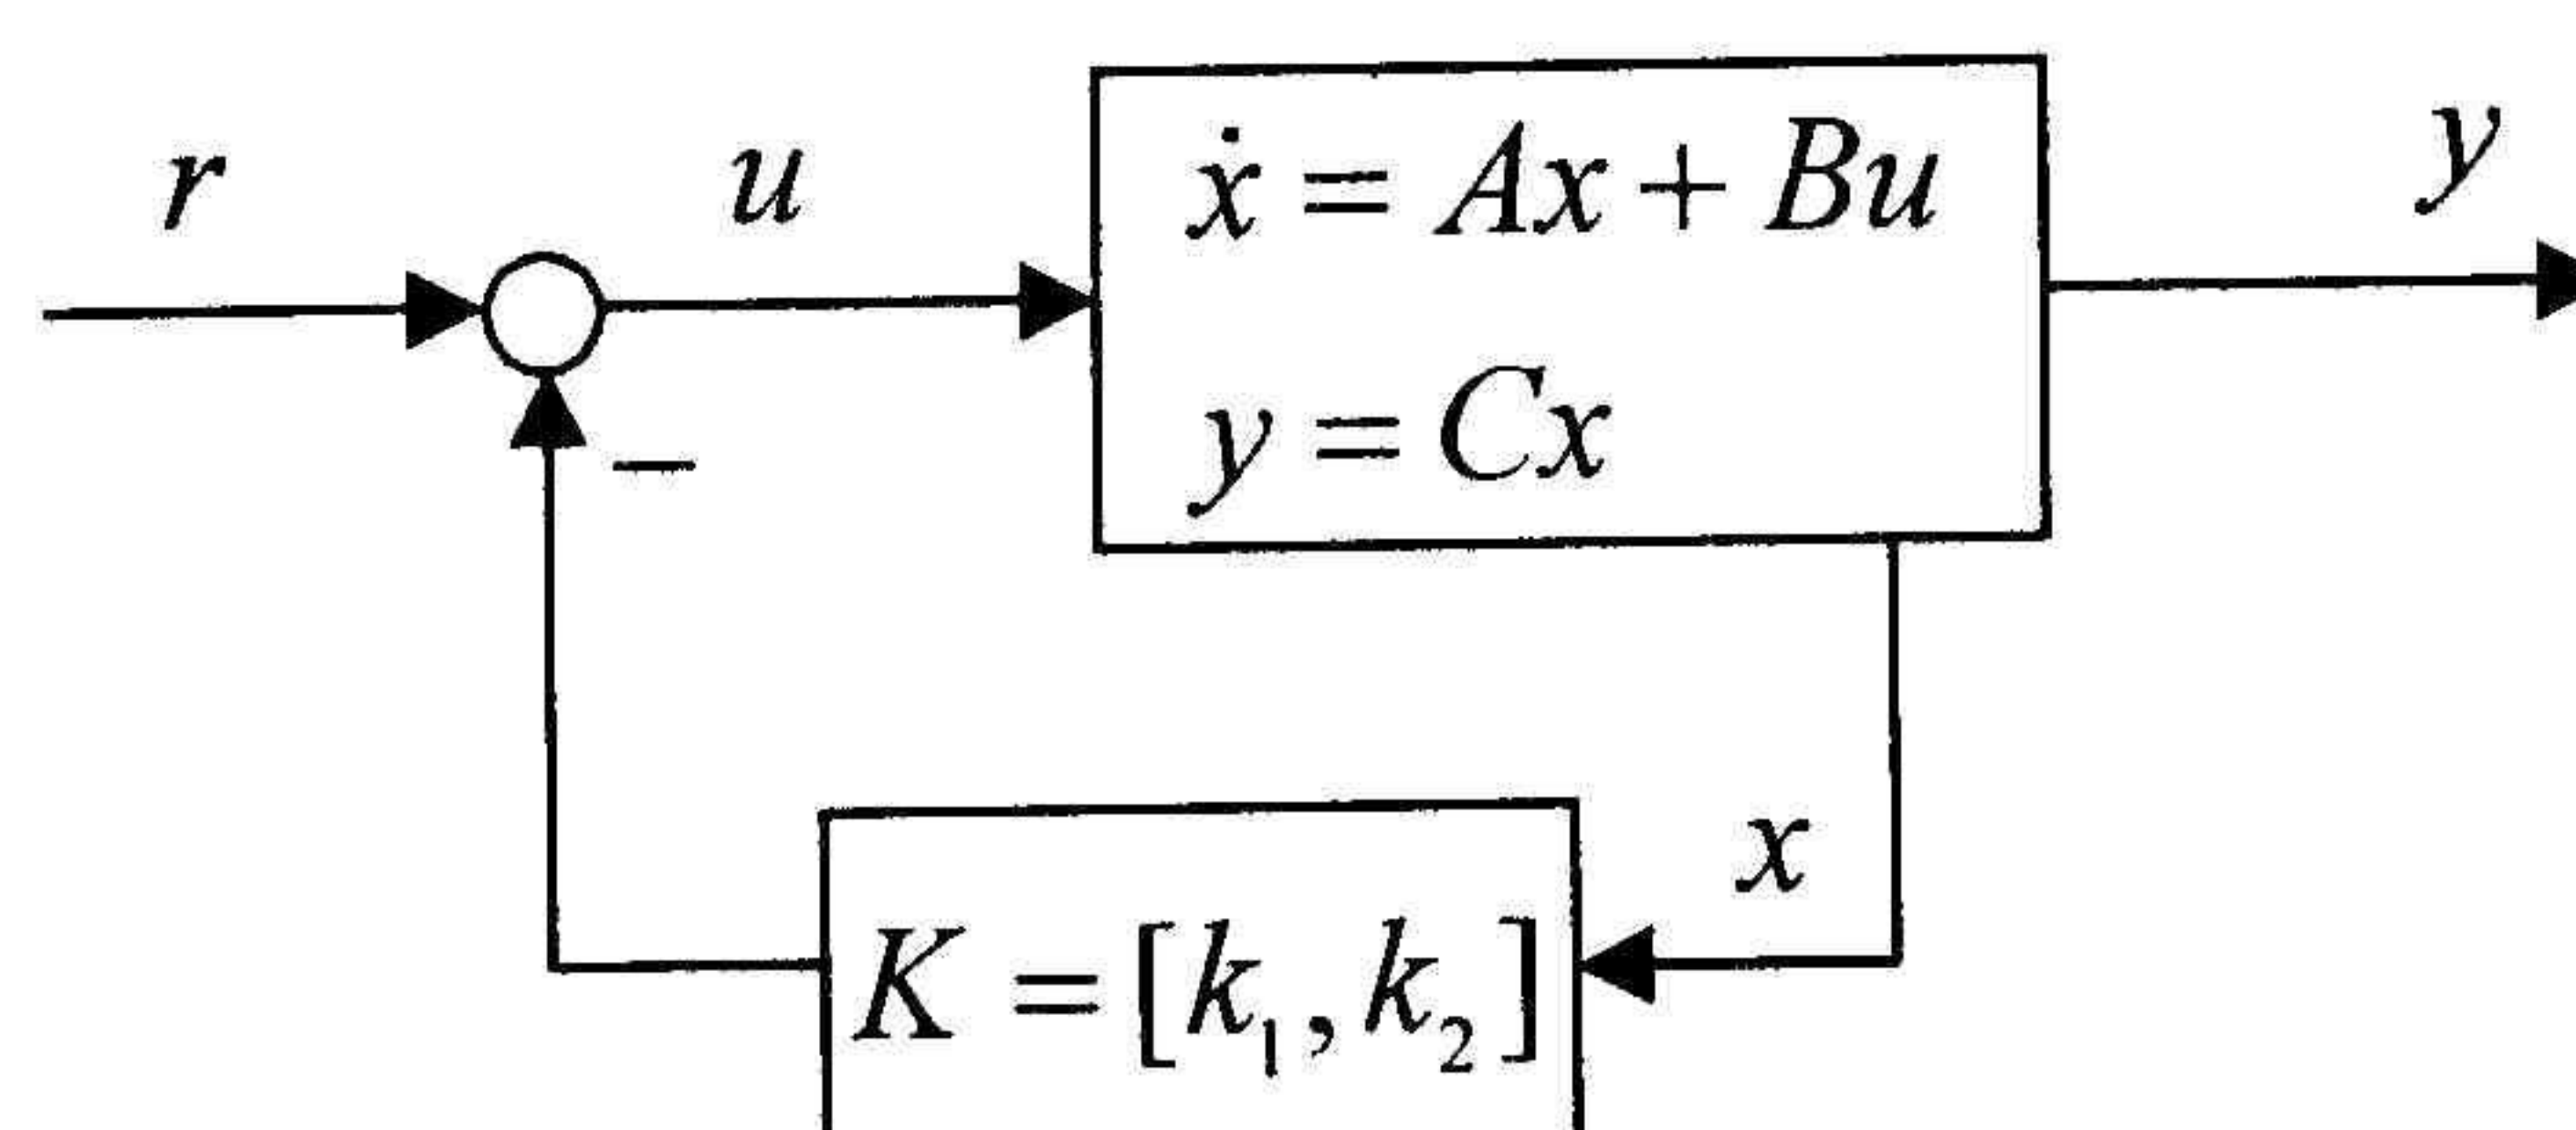 r
u
ẋ = Ax + Bu
y
y = Cx
x
K = [k₁, k₂]
−